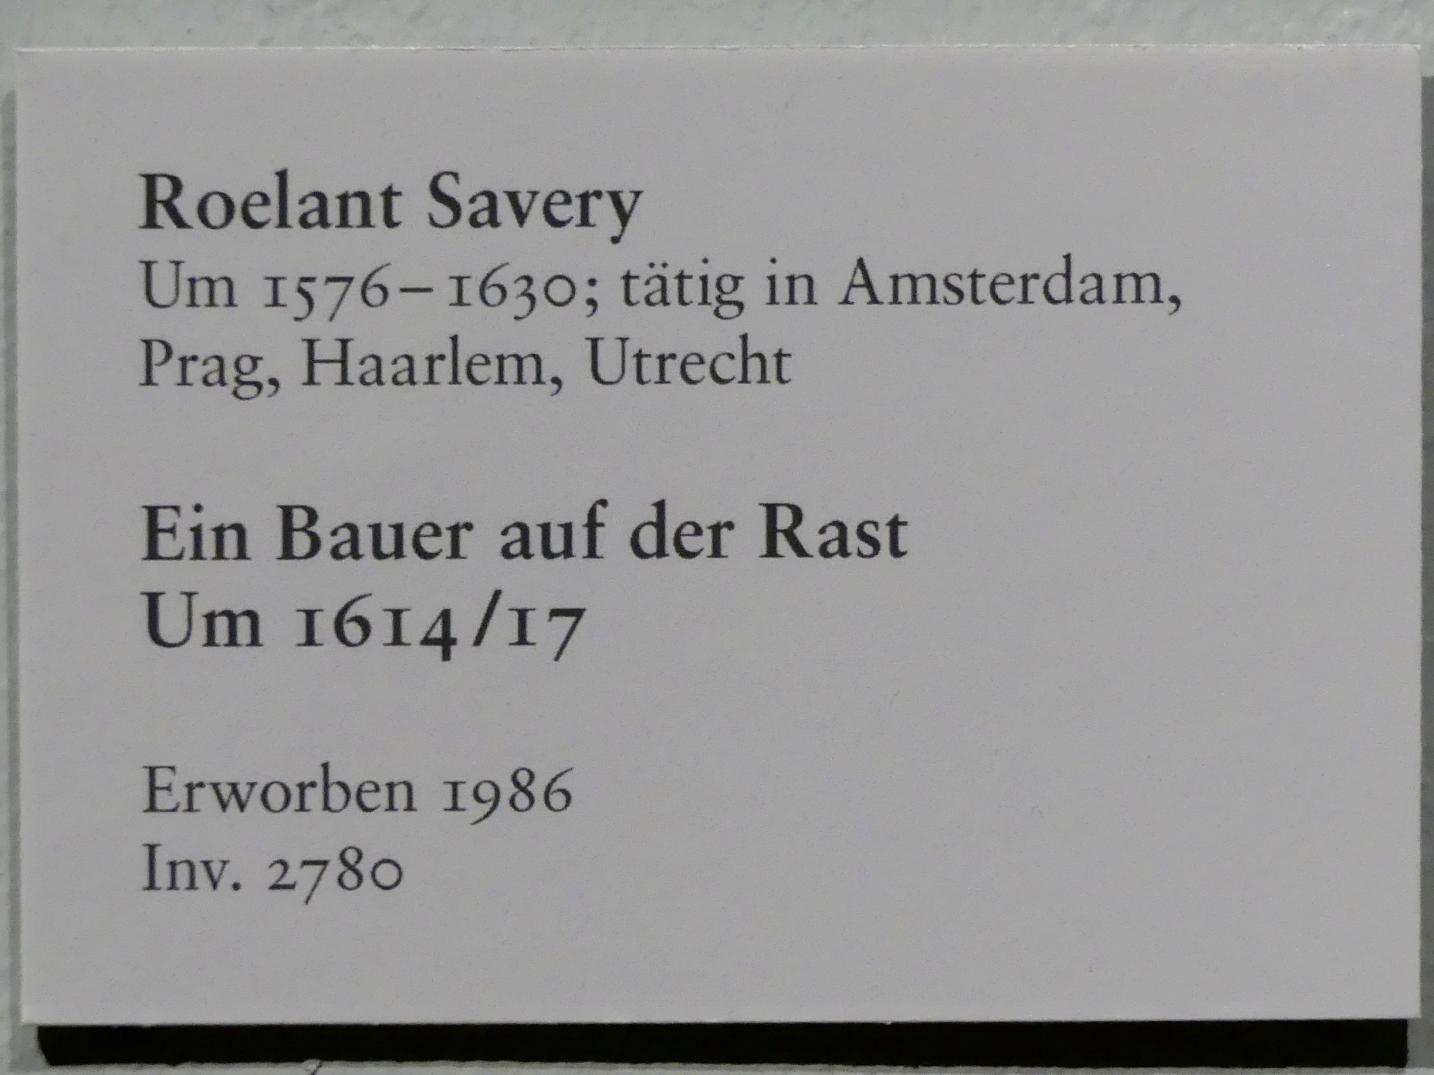 Roelant Savery
Um 1576–1630; tätig in Amsterdam,
Prag, Haarlem, Utrecht
Ein Bauer auf der Rast
Um 1614/17
Erworben 1986
Inv. 2780